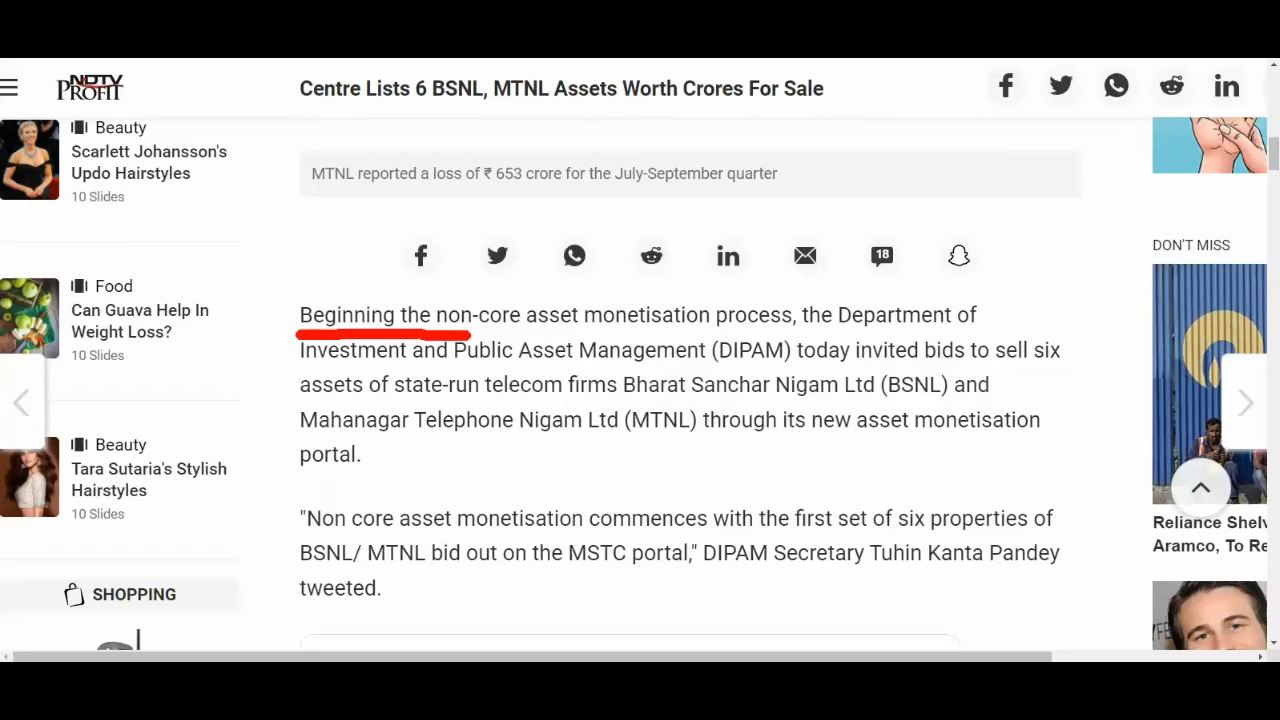 NDTV
PROFIT
Centre Lists 6 BSNL, MTNL Assets Worth Crores For Sale
Beauty
Scarlett Johansson's
Updo Hairstyles
10 Slides
Food
Can Guava Help In
Weight Loss?
10 Slides
Beauty
Tara Sutaria's Stylish
Hairstyles
10 Slides
SHOPPING
MTNL reported a loss of ₹ 653 crore for the July-September quarter
18
Beginning the non-core asset monetisation process, the Department of
Investment and Public Asset Management (DIPAM) today invited bids to sell six
assets of state-run telecom firms Bharat Sanchar Nigam Ltd (BSNL) and
Mahanagar Telephone Nigam Ltd (MTNL) through its new asset monetisation
portal.
"Non core asset monetisation commences with the first set of six properties of
BSNL/ MTNL bid out on the MSTC portal," DIPAM Secretary Tuhin Kanta Pandey
tweeted.
DON'T MISS
Reliance Shelv
Aramco, To Re